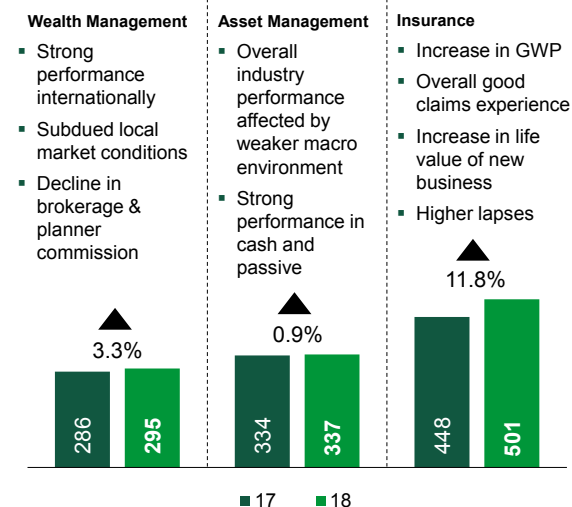 Wealth Management
▪ Strong
performance
internationally
▪ Subdued local
market conditions
▪ Decline in
brokerage &
planner
commission
3.3%
286
295
Asset Management
▪ Overall
industry
performance
affected by
weaker macro
environment
▪ Strong
performance in
cash and
passive
0.9%
334
337
Insurance
▪ Increase in GWP
▪ Overall good
claims experience
▪ Increase in life
value of new
business
▪ Higher lapses
11.8%
448
501
17
18